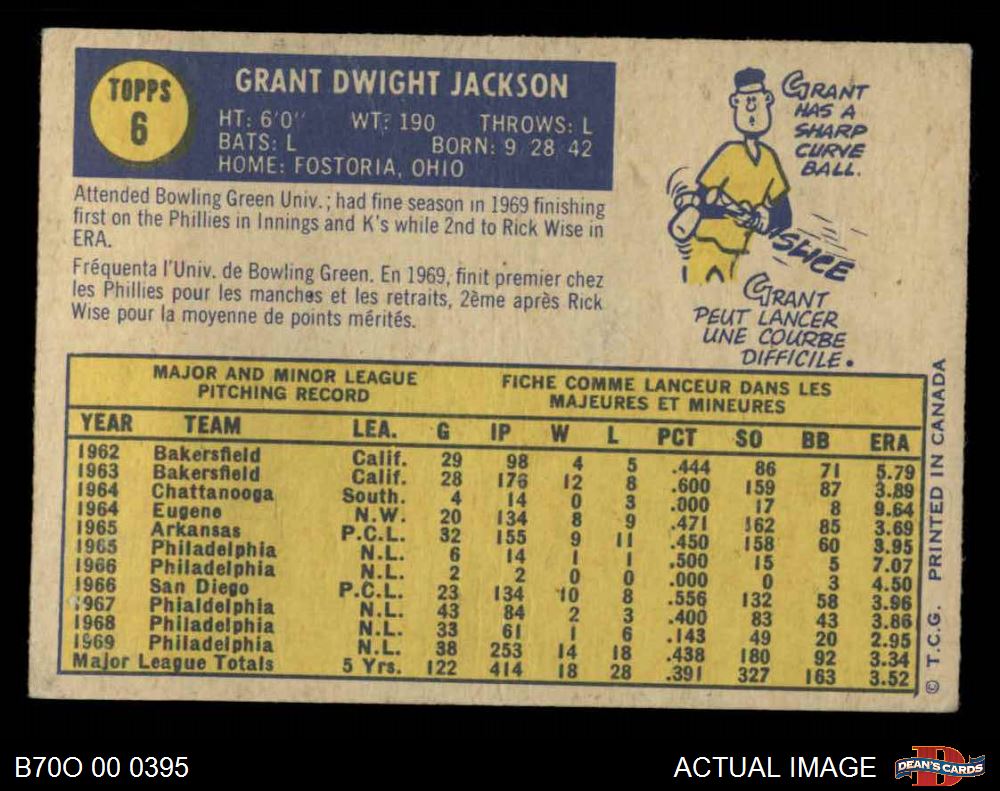 TOPPS
6
GRANT DWIGHT JACKSON
HT: 6'0" WT: 190 THROWS: L
BATS: L BORN: 9 28 42
HOME: FOSTORIA, OHIO
Attended Bowling Green Univ.; had fine season in 1969 finishing
first on the Phillies in Innings and K's while 2nd to Rick Wise in
ERA.
Fréquenta l'Univ. de Bowling Green. En 1969, finit premier chez
les Phillies pour les manches et les retraits, 2ème après Rick
Wise pour la moyenne de points mérités.
GRANT
HAS A
SHARP
CURVE
BALL.
SLICE
GRANT
PEUT LANCER
UNE COURBE
DIFFICILE.
MAJOR AND MINOR LEAGUE
PITCHING RECORD
FICHE COMME LANCEUR DANS LES
MAJEURES ET MINEURES
YEAR TEAM LEA. G IP W L PCT SO BB ERA
1962 Bakersfield Calif. 29 98 4 5 .444 86 71 5.79
1963 Bakersfield Calif. 28 176 12 8 .600 159 87 3.89
1964 Chattanooga South. 4 14 0 3 .000 17 8 9.64
1964 Eugene N.W. 20 134 8 9 .471 162 85 3.69
1965 Arkansas P.C.L. 32 155 9 11 .450 158 60 3.95
1965 Philadelphia N.L. 6 14 1 1 .500 15 5 7.07
1966 Philadelphia N.L. 2 2 0 0 .000 0 3 4.50
1966 San Diego P.C.L. 23 134 10 8 .556 132 58 3.96
1967 Phialdelphia N.L. 43 84 2 3 .400 83 43 3.86
1968 Philadelphia N.L. 33 61 1 6 .143 49 20 2.95
1969 Philadelphia N.L. 38 253 14 18 .438 180 92 3.34
Major League Totals 5 Yrs. 122 414 18 28 .391 327 163 3.52
© T.C.G. PRINTED IN CANADA
B70O 00 0395
ACTUAL IMAGE
D
DEAN'S CARDS